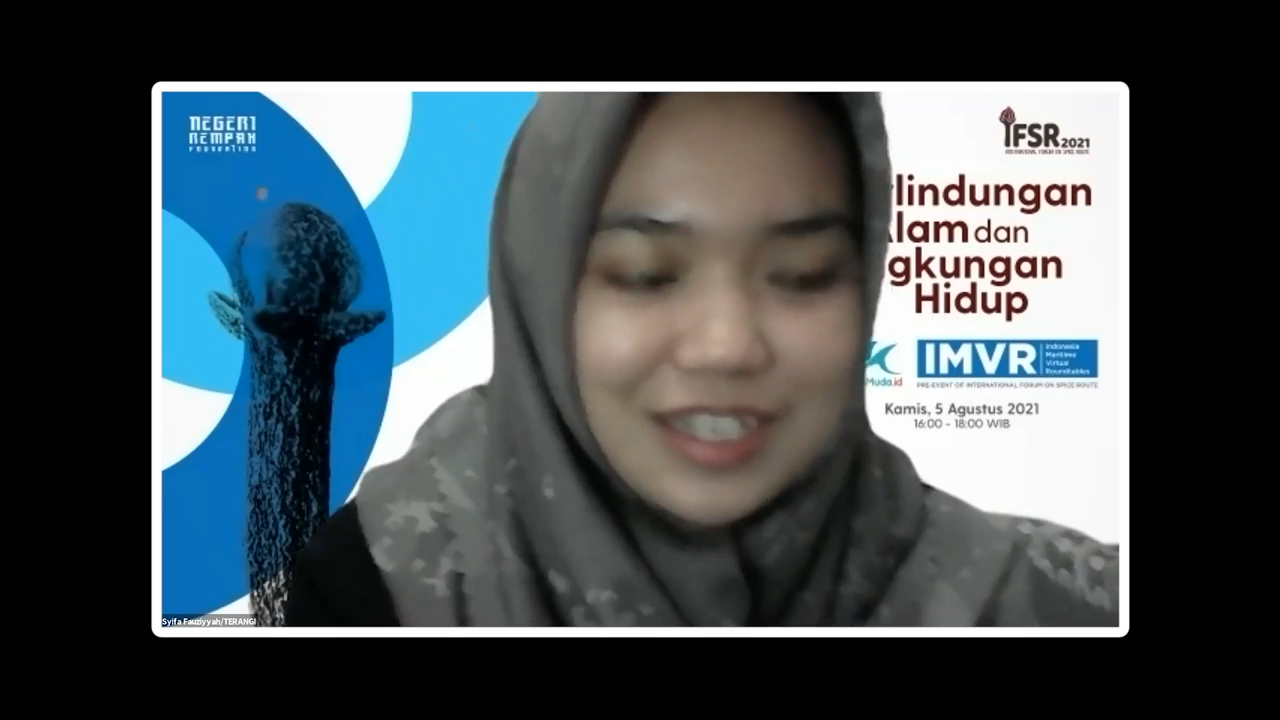 NEGERI
REMPAH
FOUNDATION
IFSR2021
INTERNATIONAL FORUM ON SPICE ROUTE
lindungan
lam dan
gkungan
Hidup
Muda.id
IMVR
Indonesia
Maritime
Virtual
Roundtables
PRE-EVENT OF INTERNATIONAL FORUM ON SPICE ROUTE
Kamis, 5 Agustus 2021
16:00 - 18:00 WIB
Syifa Fauziyyah/TERANGI